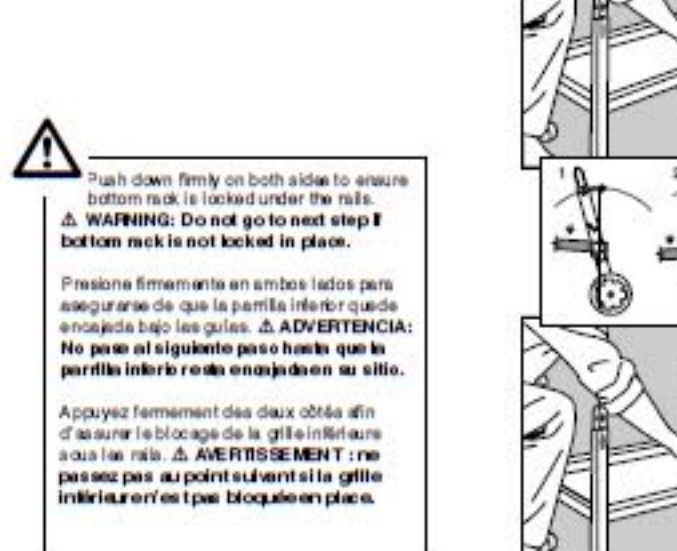 Push down firmly on both sides to ensure
bottom rack is locked under the rails.
⚠ WARNING: Do not go to next step if
bottom rack is not locked in place.
Presione firmemente en ambos lados para
asegurarse de que la parrilla inferior quede
encajada bajo las guías. ⚠ ADVERTENCIA:
No pase al siguiente paso hasta que la
parrilla inferior esta encajada en su sitio.
Appuyez fermement des deux côtés afin
d'assurer le blocage de la grille inférieure
sous les rails. ⚠ AVERTISSEMENT : ne
passez pas au point suivant si la grille
inférieure n'est pas bloquée en place.
1
2